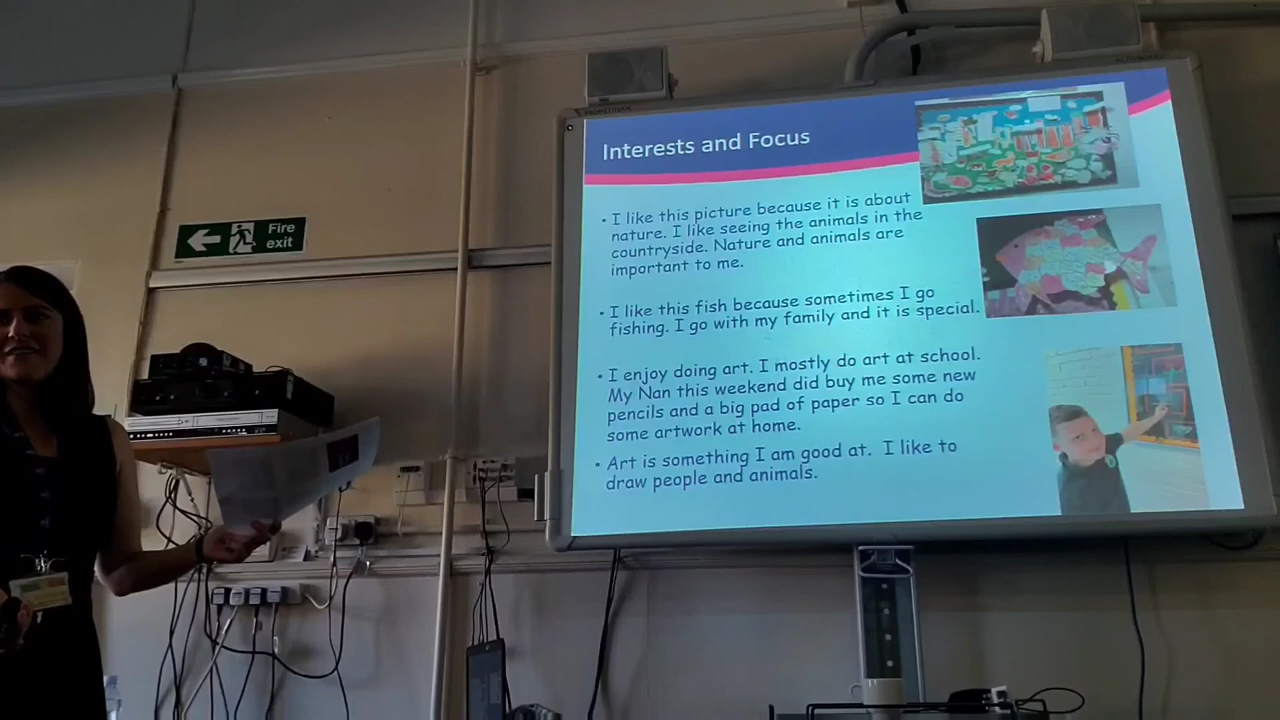 Interests and Focus
• I like this picture because it is about
nature. I like seeing the animals in the
countryside. Nature and animals are
important to me.
• I like this fish because sometimes I go
fishing. I go with my family and it is special.
• I enjoy doing art. I mostly do art at school.
My Nan this weekend did buy me some new
pencils and a big pad of paper so I can do
some artwork at home.
• Art is something I am good at. I like to
draw people and animals.
Fire
exit